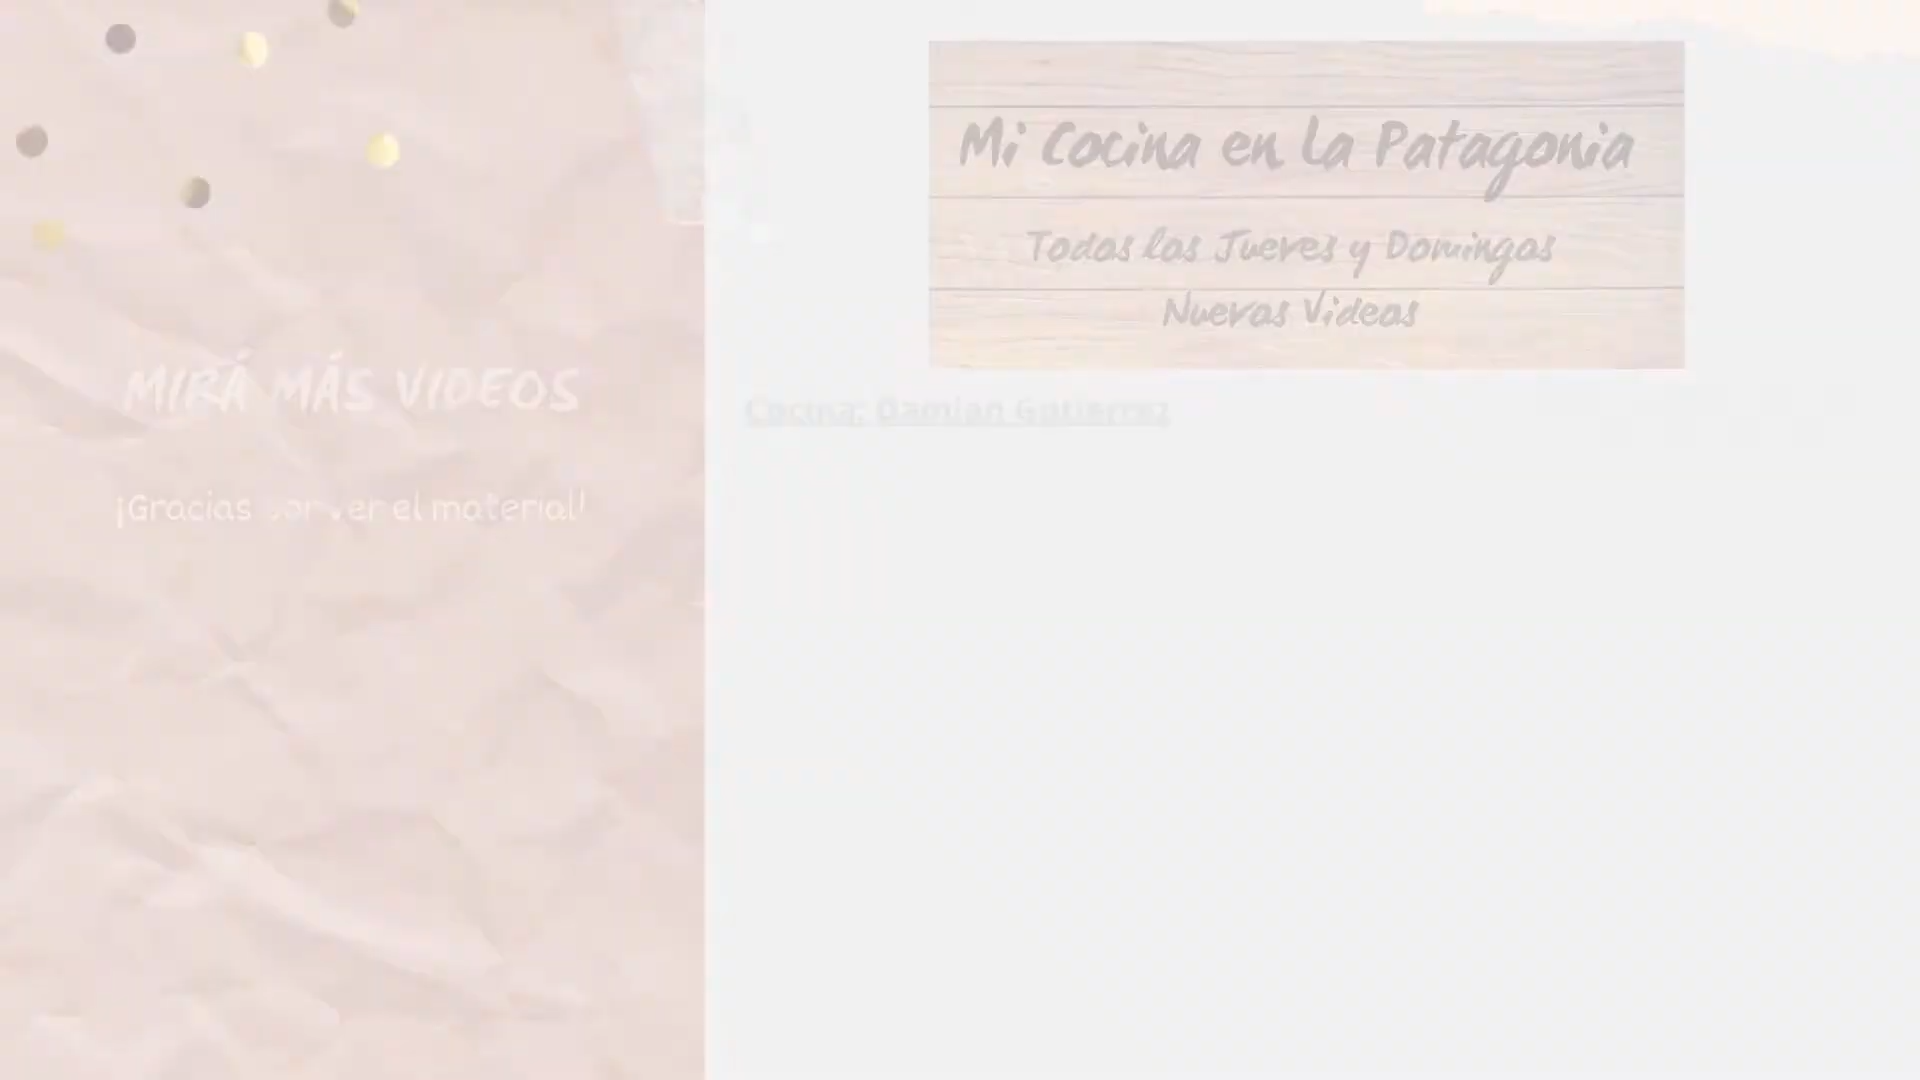 MIRÁ MÁS VIDEOS
¡Gracias por ver el material!
Mi Cocina en la Patagonia
Todos los Jueves y Domingos
Nuevos Videos
Cocina: Damian Gutierrez